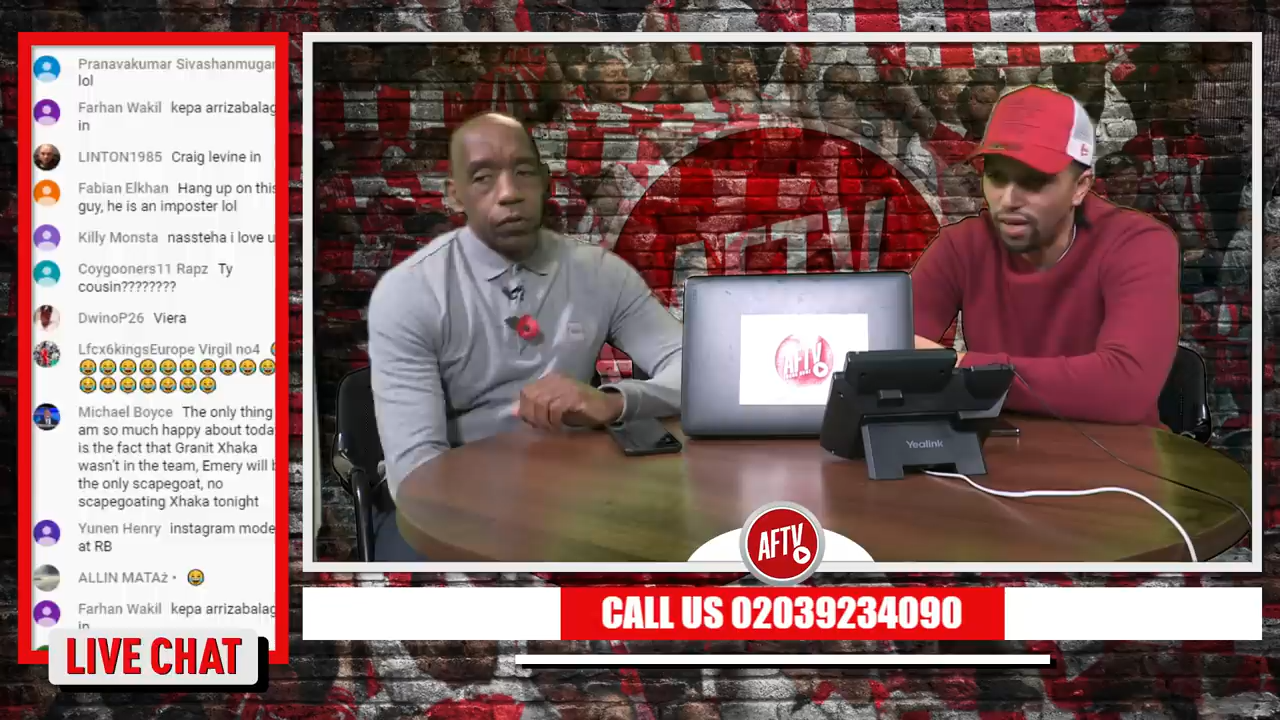 Pranavakumar Sivashanmugar
lol
Farhan Wakil kepa arrizabalag
in
LINTON1985 Craig levine in
Fabian Elkhan Hang up on this
guy, he is an imposter lol
Killy Monsta nassteha i love u
Coygooners11 Rapz Ty
cousin????????
DwinoP26 Viera
Lfcx6kingsEurope Virgil no4
Michael Boyce The only thing
am so much happy about toda
is the fact that Granit Xhaka
wasn't in the team, Emery will b
the only scapegoat, no
scapegoating Xhaka tonight
Yunen Henry instagram mode
at RB
ALLIN MATAż •
Farhan Wakil kepa arrizabalag
in
LIVE CHAT
AFTV
AFTV
Yealink
AFTV
CALL US 02039234090